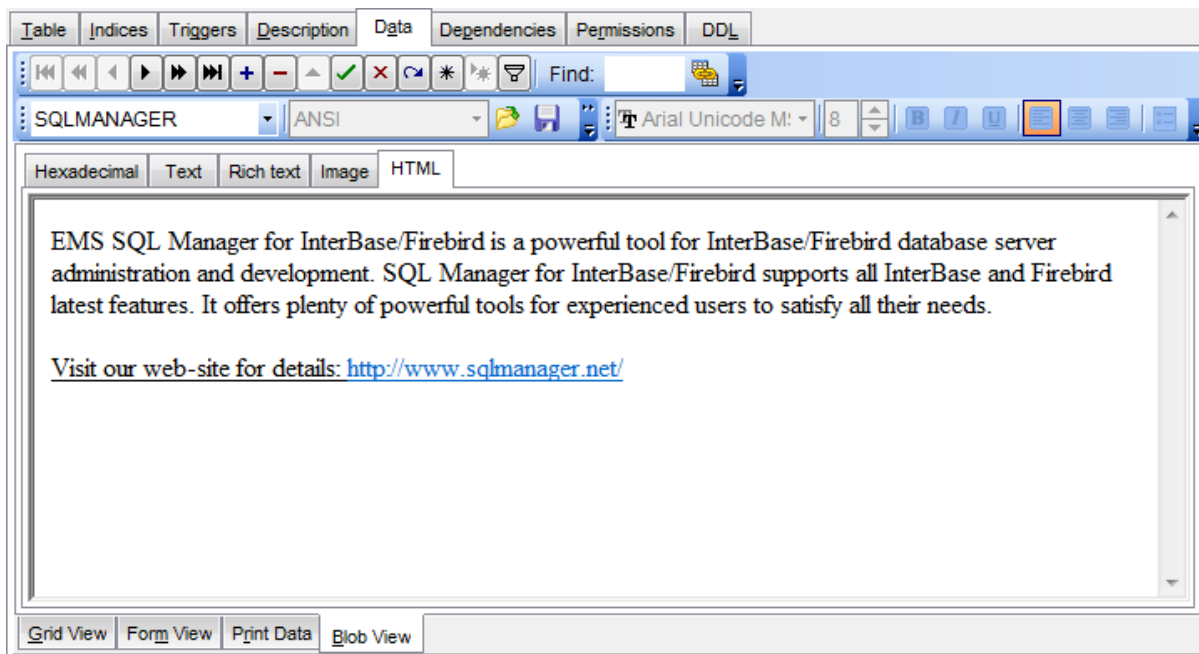 Table Indices Triggers Description Data Dependencies Permissions DDL
Find:
SQLMANAGER ANSI Arial Unicode M 8 B I U
Hexadecimal Text Rich text Image HTML
EMS SQL Manager for InterBase/Firebird is a powerful tool for InterBase/Firebird database server
administration and development. SQL Manager for InterBase/Firebird supports all InterBase and Firebird
latest features. It offers plenty of powerful tools for experienced users to satisfy all their needs.
Visit our web-site for details: http://www.sqlmanager.net/
Grid View Form View Print Data Blob View